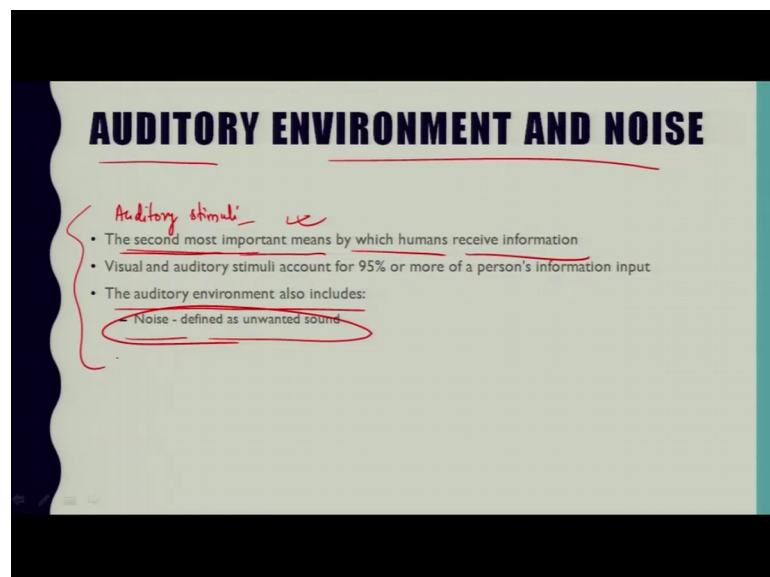 AUDITORY ENVIRONMENT AND NOISE
Auditory stimuli
• The second most important means by which humans receive information
• Visual and auditory stimuli account for 95% or more of a person's information input
• The auditory environment also includes:
– Noise - defined as unwanted sound